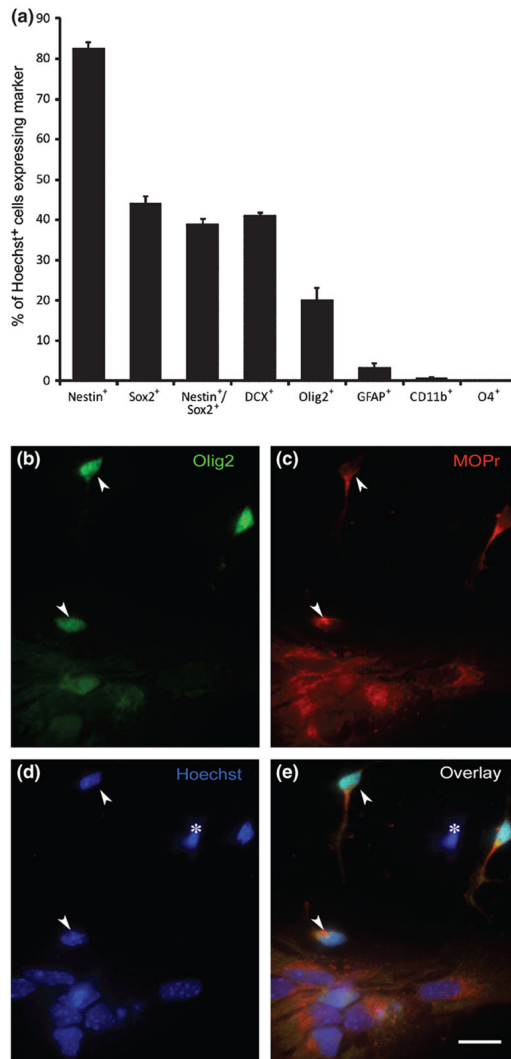 (a)
% of Hoechst+ cells expressing marker
90
80
70
60
50
40
30
20
10
0
Nestin+ Sox2+ Nestin+/ DCX+ Olig2+ GFAP+ CD11b+ O4+
Sox2+
(b) Olig2
(c) MOPr
(d) Hoechst
*
(e) Overlay
*